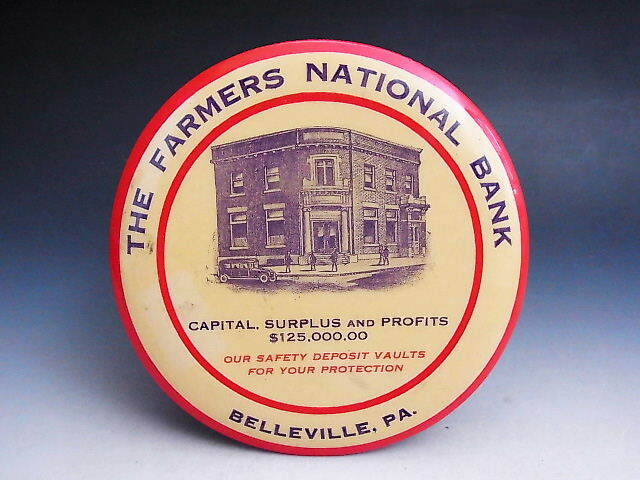 THE FARMERS NATIONAL BANK
CAPITAL, SURPLUS AND PROFITS
$125,000.00
OUR SAFETY DEPOSIT VAULTS
FOR YOUR PROTECTION
BELLEVILLE, PA.